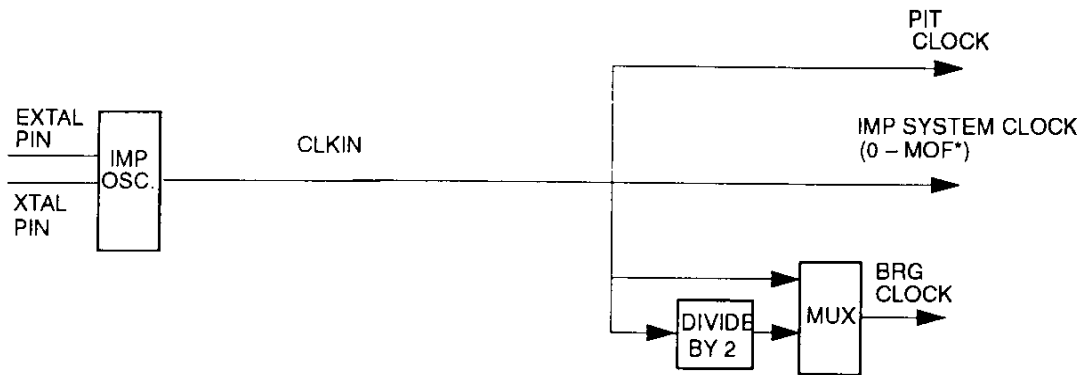 PIT
CLOCK
EXTAL
PIN
IMP
OSC.
XTAL
PIN
CLKIN
IMP SYSTEM CLOCK
(0 – MOF*)
DIVIDE
BY 2
MUX
BRG
CLOCK